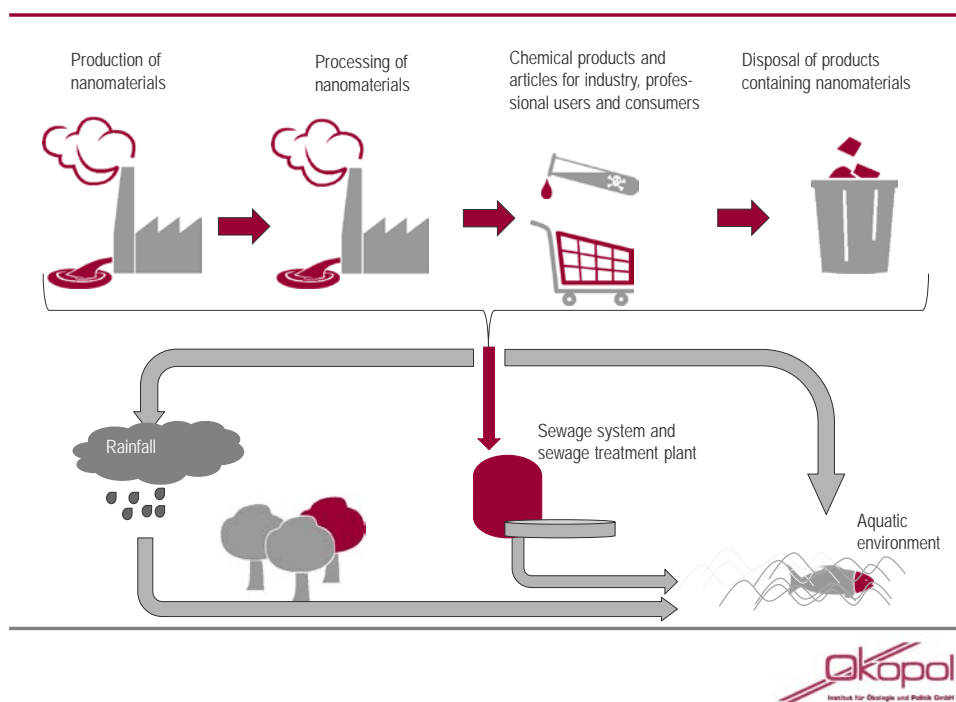 Production of
nanomaterials
Processing of
nanomaterials
Chemical products and
articles for industry, profes-
sional users and consumers
Disposal of products
containing nanomaterials
Rainfall
Sewage system and
sewage treatment plant
Aquatic
environment
Ökopol
Institut für Ökologie und Politik GmbH